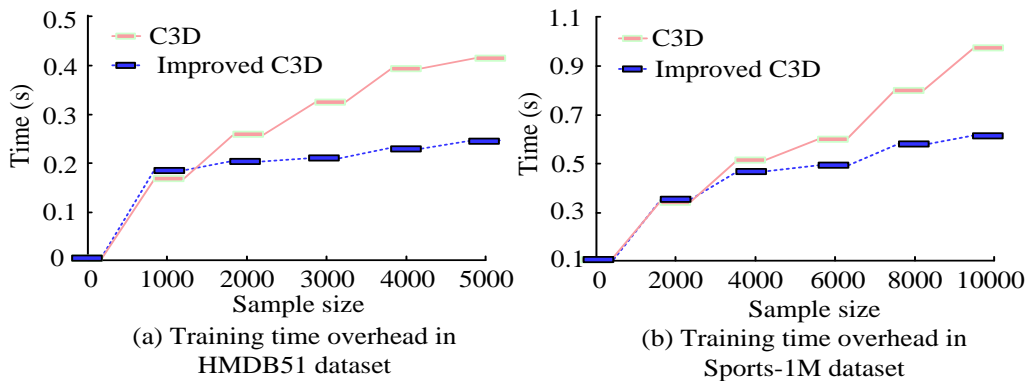 0.5
0.4
0.3
0.2
0.1
0
Time (s)
C3D
Improved C3D
0 1000 2000 3000 4000 5000
Sample size
(a) Training time overhead in
HMDB51 dataset
1.1
0.9
0.7
0.5
0.3
0.1
Time (s)
C3D
Improved C3D
0 2000 4000 6000 8000 10000
Sample size
(b) Training time overhead in
Sports-1M dataset